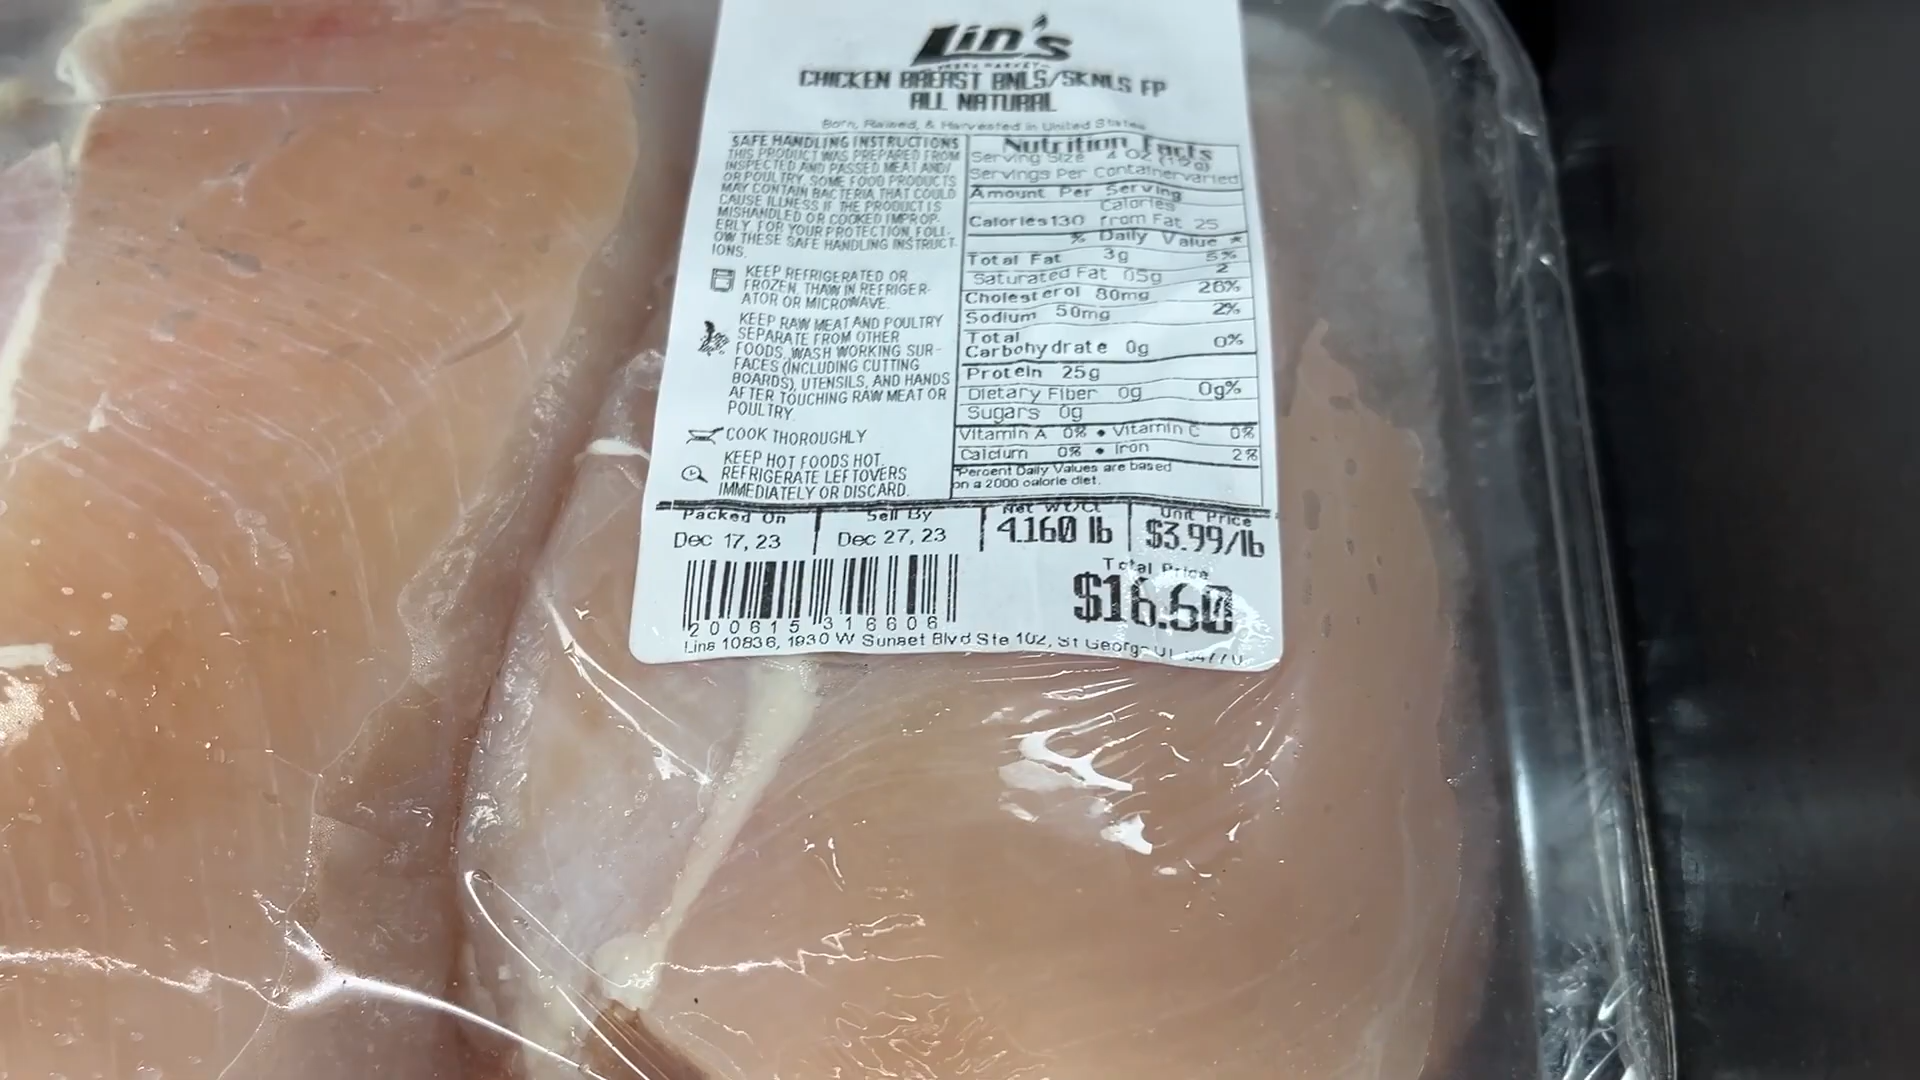 Lin's
FRESH MARKET
CHICKEN BREAST BNLS/SKNLS FP
ALL NATURAL
Born, Raised, & Harvested in United States
SAFE HANDLING INSTRUCTIONS
THIS PRODUCT WAS PREPARED FROM
INSPECTED AND PASSED MEAT AND/
OR POULTRY. SOME FOOD PRODUCTS
MAY CONTAIN BACTERIA THAT COULD
CAUSE ILLNESS IF THE PRODUCT IS
MISHANDLED OR COOKED IMPROP-
ERLY. FOR YOUR PROTECTION, FOLL-
OW THESE SAFE HANDLING INSTRUCT-
IONS.
KEEP REFRIGERATED OR
FROZEN. THAW IN REFRIGER-
ATOR OR MICROWAVE.
KEEP RAW MEAT AND POULTRY
SEPARATE FROM OTHER
FOODS. WASH WORKING SUR-
FACES (INCLUDING CUTTING
BOARDS), UTENSILS, AND HANDS
AFTER TOUCHING RAW MEAT OR
POULTRY.
COOK THOROUGHLY
KEEP HOT FOODS HOT.
REFRIGERATE LEFTOVERS
IMMEDIATELY OR DISCARD.
Nutrition Facts
Serving Size 4 OZ
Servings Per Containervaried
Amount Per Serving
Calories
Calories 130 from Fat 25
% Daily Value *
Total Fat 3g 5%
Saturated Fat 05g 2
Cholesterol 80mg 26%
Sodium 50mg 2%
Total
Carbohydrate 0g 0%
Protein 25g
Dietary Fiber 0g 0g%
Sugars 0g
Vitamin A 0% • Vitamin C 0%
Calcium 0% • Iron 2%
Percent Daily Values are based
on a 2000 calorie diet.
Packed On Sell By Net Wt/Ct Unit Price
Dec 17, 23 Dec 27, 23 4.160 lb $3.99/lb
Total Price
$16.60
2 00615 316606
Lins 10836, 1930 W Sunset Blvd Ste 102, St George UT 84770